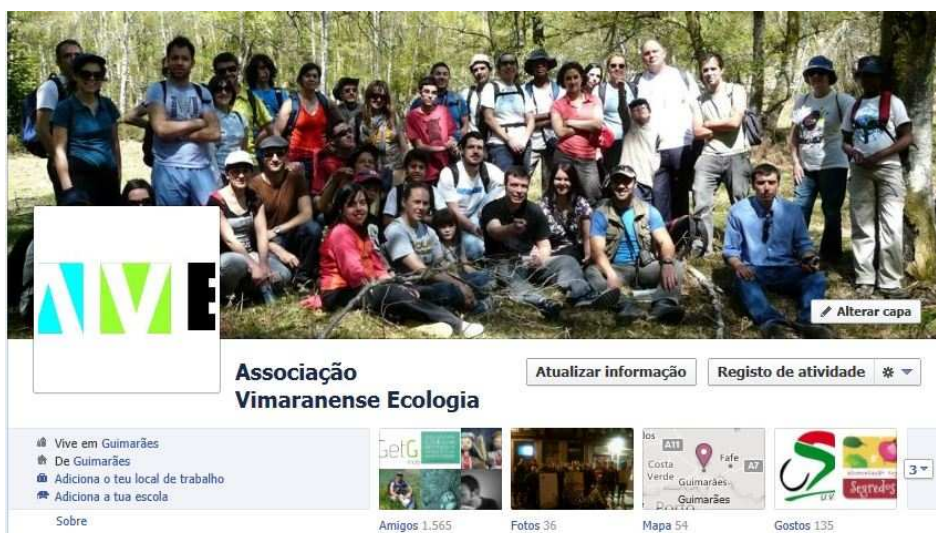 AVE
Alterar capa
Associação
Vimaranense Ecologia
Atualizar informação
Registo de atividade
Vive em Guimarães
De Guimarães
Adiciona o teu local de trabalho
Adiciona a tua escola
Sobre
GetG
Amigos 1.565
Fotos 36
A11
Costa
Verde
Fafe
A7
Guimarães
Guimarães
Porto
Mapa 54
Segredos
Gostos 135
3